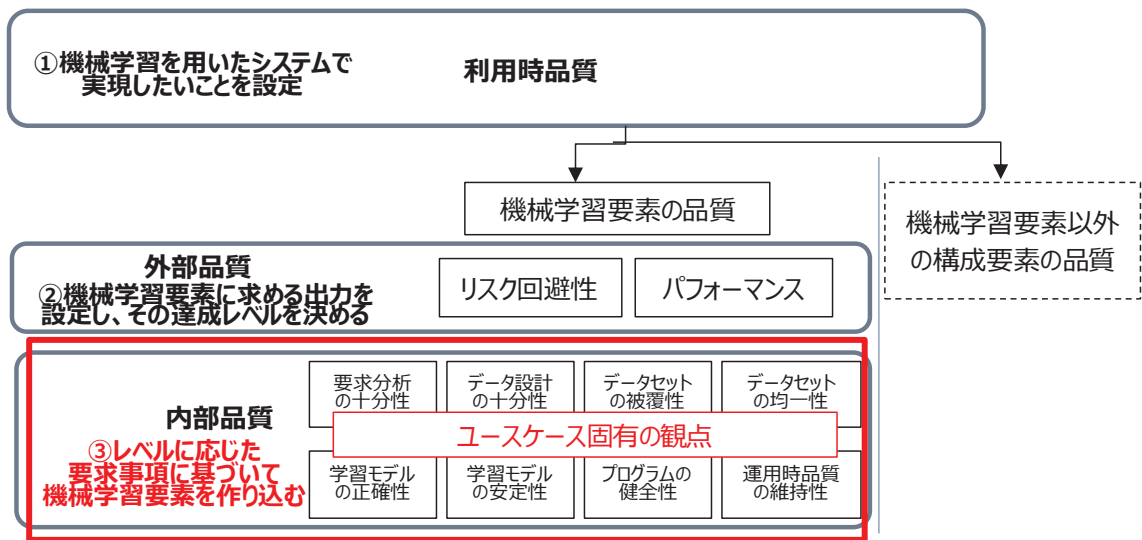 ①機械学習を用いたシステムで
実現したいことを設定
利用時品質
機械学習要素の品質
機械学習要素以外
の構成要素の品質
外部品質
②機械学習要素に求める出力を
設定し、その達成レベルを決める
リスク回避性
パフォーマンス
内部品質
③レベルに応じた
要求事項に基づいて
機械学習要素を作り込む
要求分析
の十分性
データ設計
の十分性
データセット
の被覆性
データセット
の均一性
ユースケース固有の観点
学習モデル
の正確性
学習モデル
の安定性
プログラムの
健全性
運用時品質
の維持性